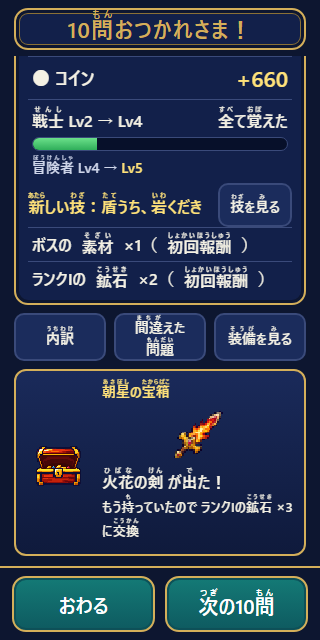 10問おつかれさま！
コイン +660
戦士 Lv2 → Lv4 全て覚えた
冒険者 Lv4 → Lv5
新しい技：盾うち、岩くだき 技を見る
ボスの 素材 ×1（ 初回報酬 ）
ランクIの 鉱石 ×2（ 初回報酬 ）
内訳
間違えた
問題
装備を見る
朝星の宝箱
火花の剣 が出た！
もう持っていたので ランクIの鉱石 ×3
に交換
おわる
次の10問